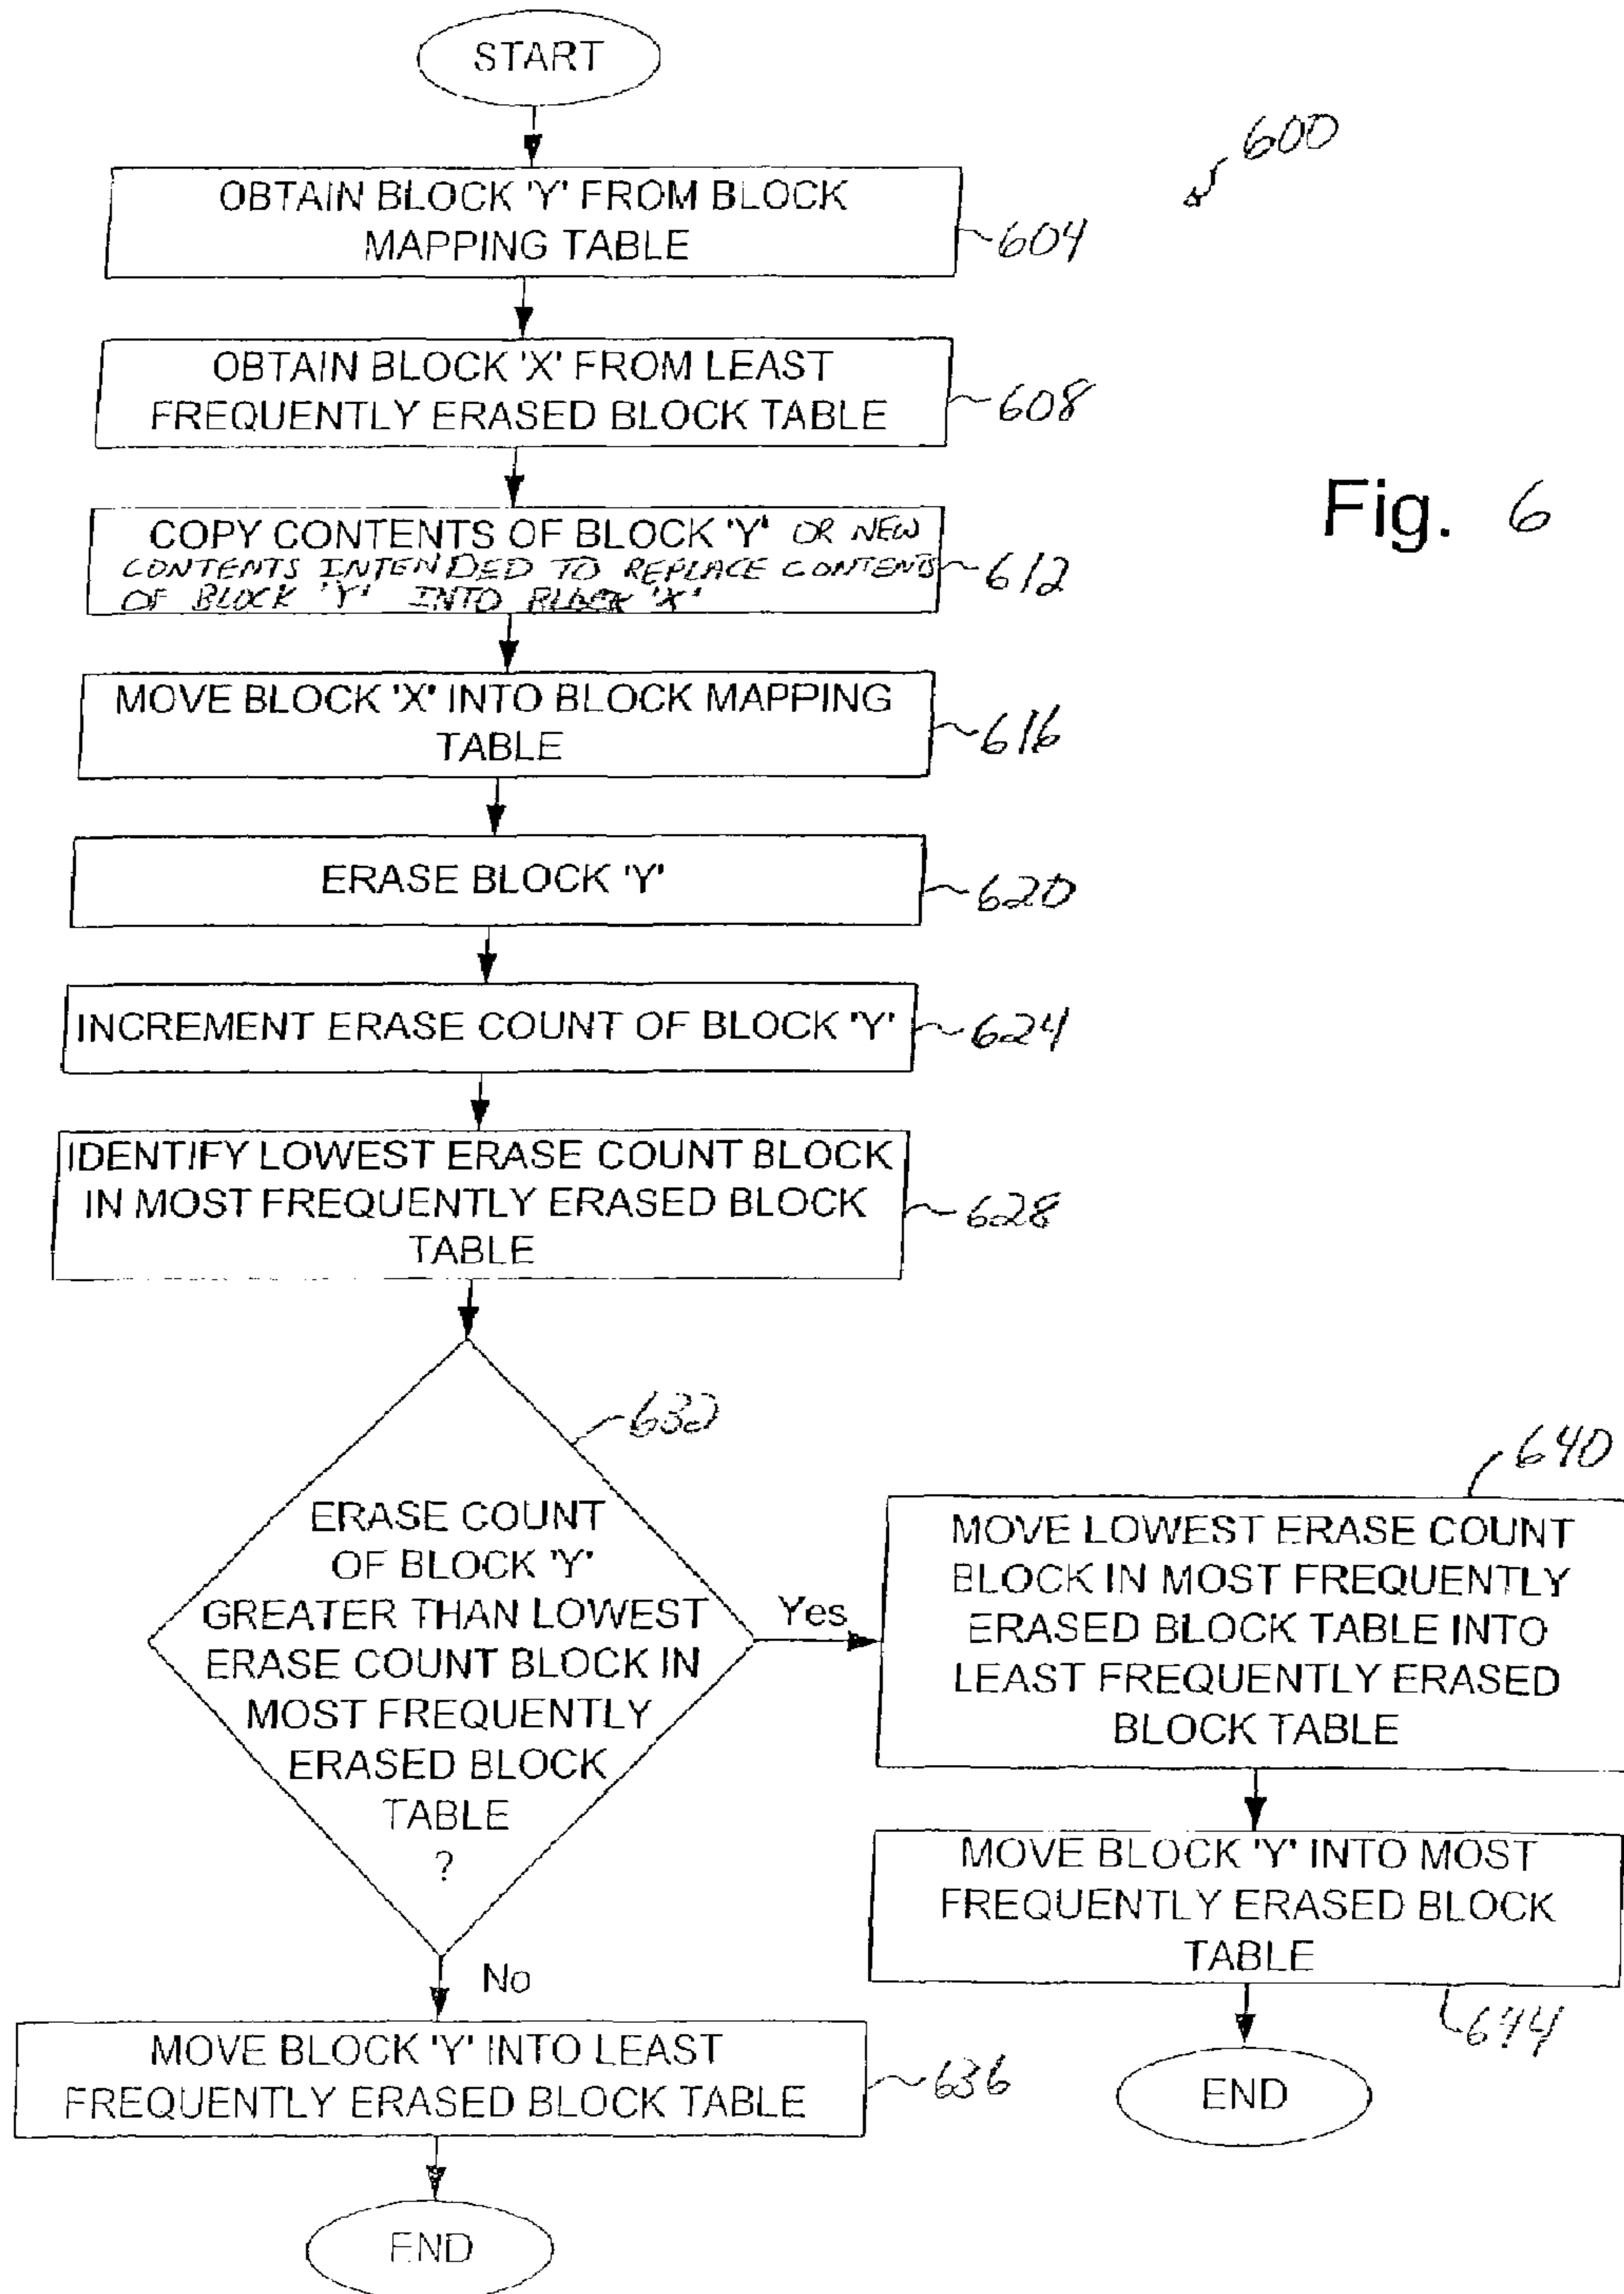 START
600
OBTAIN BLOCK 'Y' FROM BLOCK
MAPPING TABLE
604
OBTAIN BLOCK 'X' FROM LEAST
FREQUENTLY ERASED BLOCK TABLE
608
Fig. 6
COPY CONTENTS OF BLOCK 'Y' OR NEW
CONTENTS INTENDED TO REPLACE CONTENTS
OF BLOCK 'Y' INTO BLOCK 'X'
612
MOVE BLOCK 'X' INTO BLOCK MAPPING
TABLE
616
ERASE BLOCK 'Y'
620
INCREMENT ERASE COUNT OF BLOCK 'Y'
624
IDENTIFY LOWEST ERASE COUNT BLOCK
IN MOST FREQUENTLY ERASED BLOCK
TABLE
628
632
ERASE COUNT
OF BLOCK 'Y'
GREATER THAN LOWEST
ERASE COUNT BLOCK IN
MOST FREQUENTLY
ERASED BLOCK
TABLE
?
Yes
640
MOVE LOWEST ERASE COUNT
BLOCK IN MOST FREQUENTLY
ERASED BLOCK TABLE INTO
LEAST FREQUENTLY ERASED
BLOCK TABLE
MOVE BLOCK 'Y' INTO MOST
FREQUENTLY ERASED BLOCK
TABLE
644
END
No
MOVE BLOCK 'Y' INTO LEAST
FREQUENTLY ERASED BLOCK TABLE
636
END